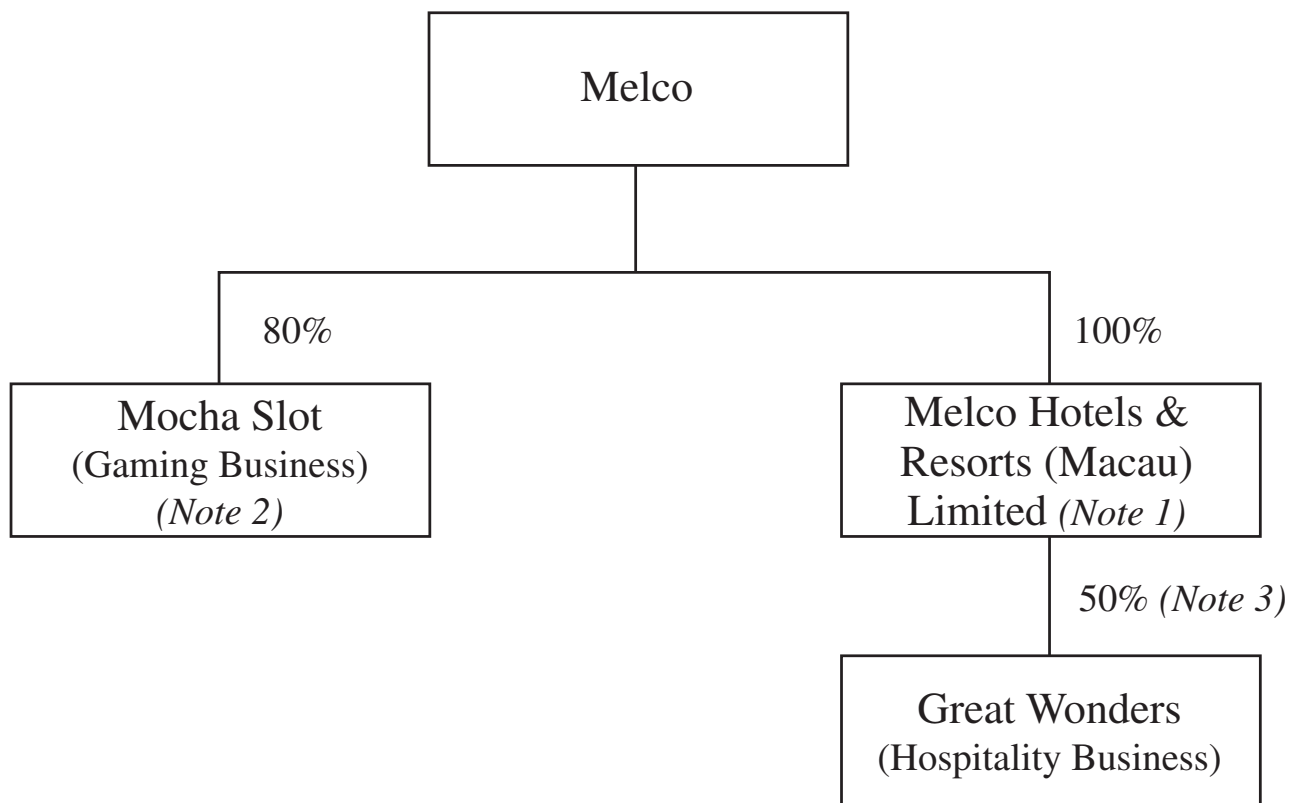 Melco
80%
100%
Mocha Slot
(Gaming Business)
(Note 2)
Melco Hotels &
Resorts (Macau)
Limited (Note 1)
50% (Note 3)
Great Wonders
(Hospitality Business)